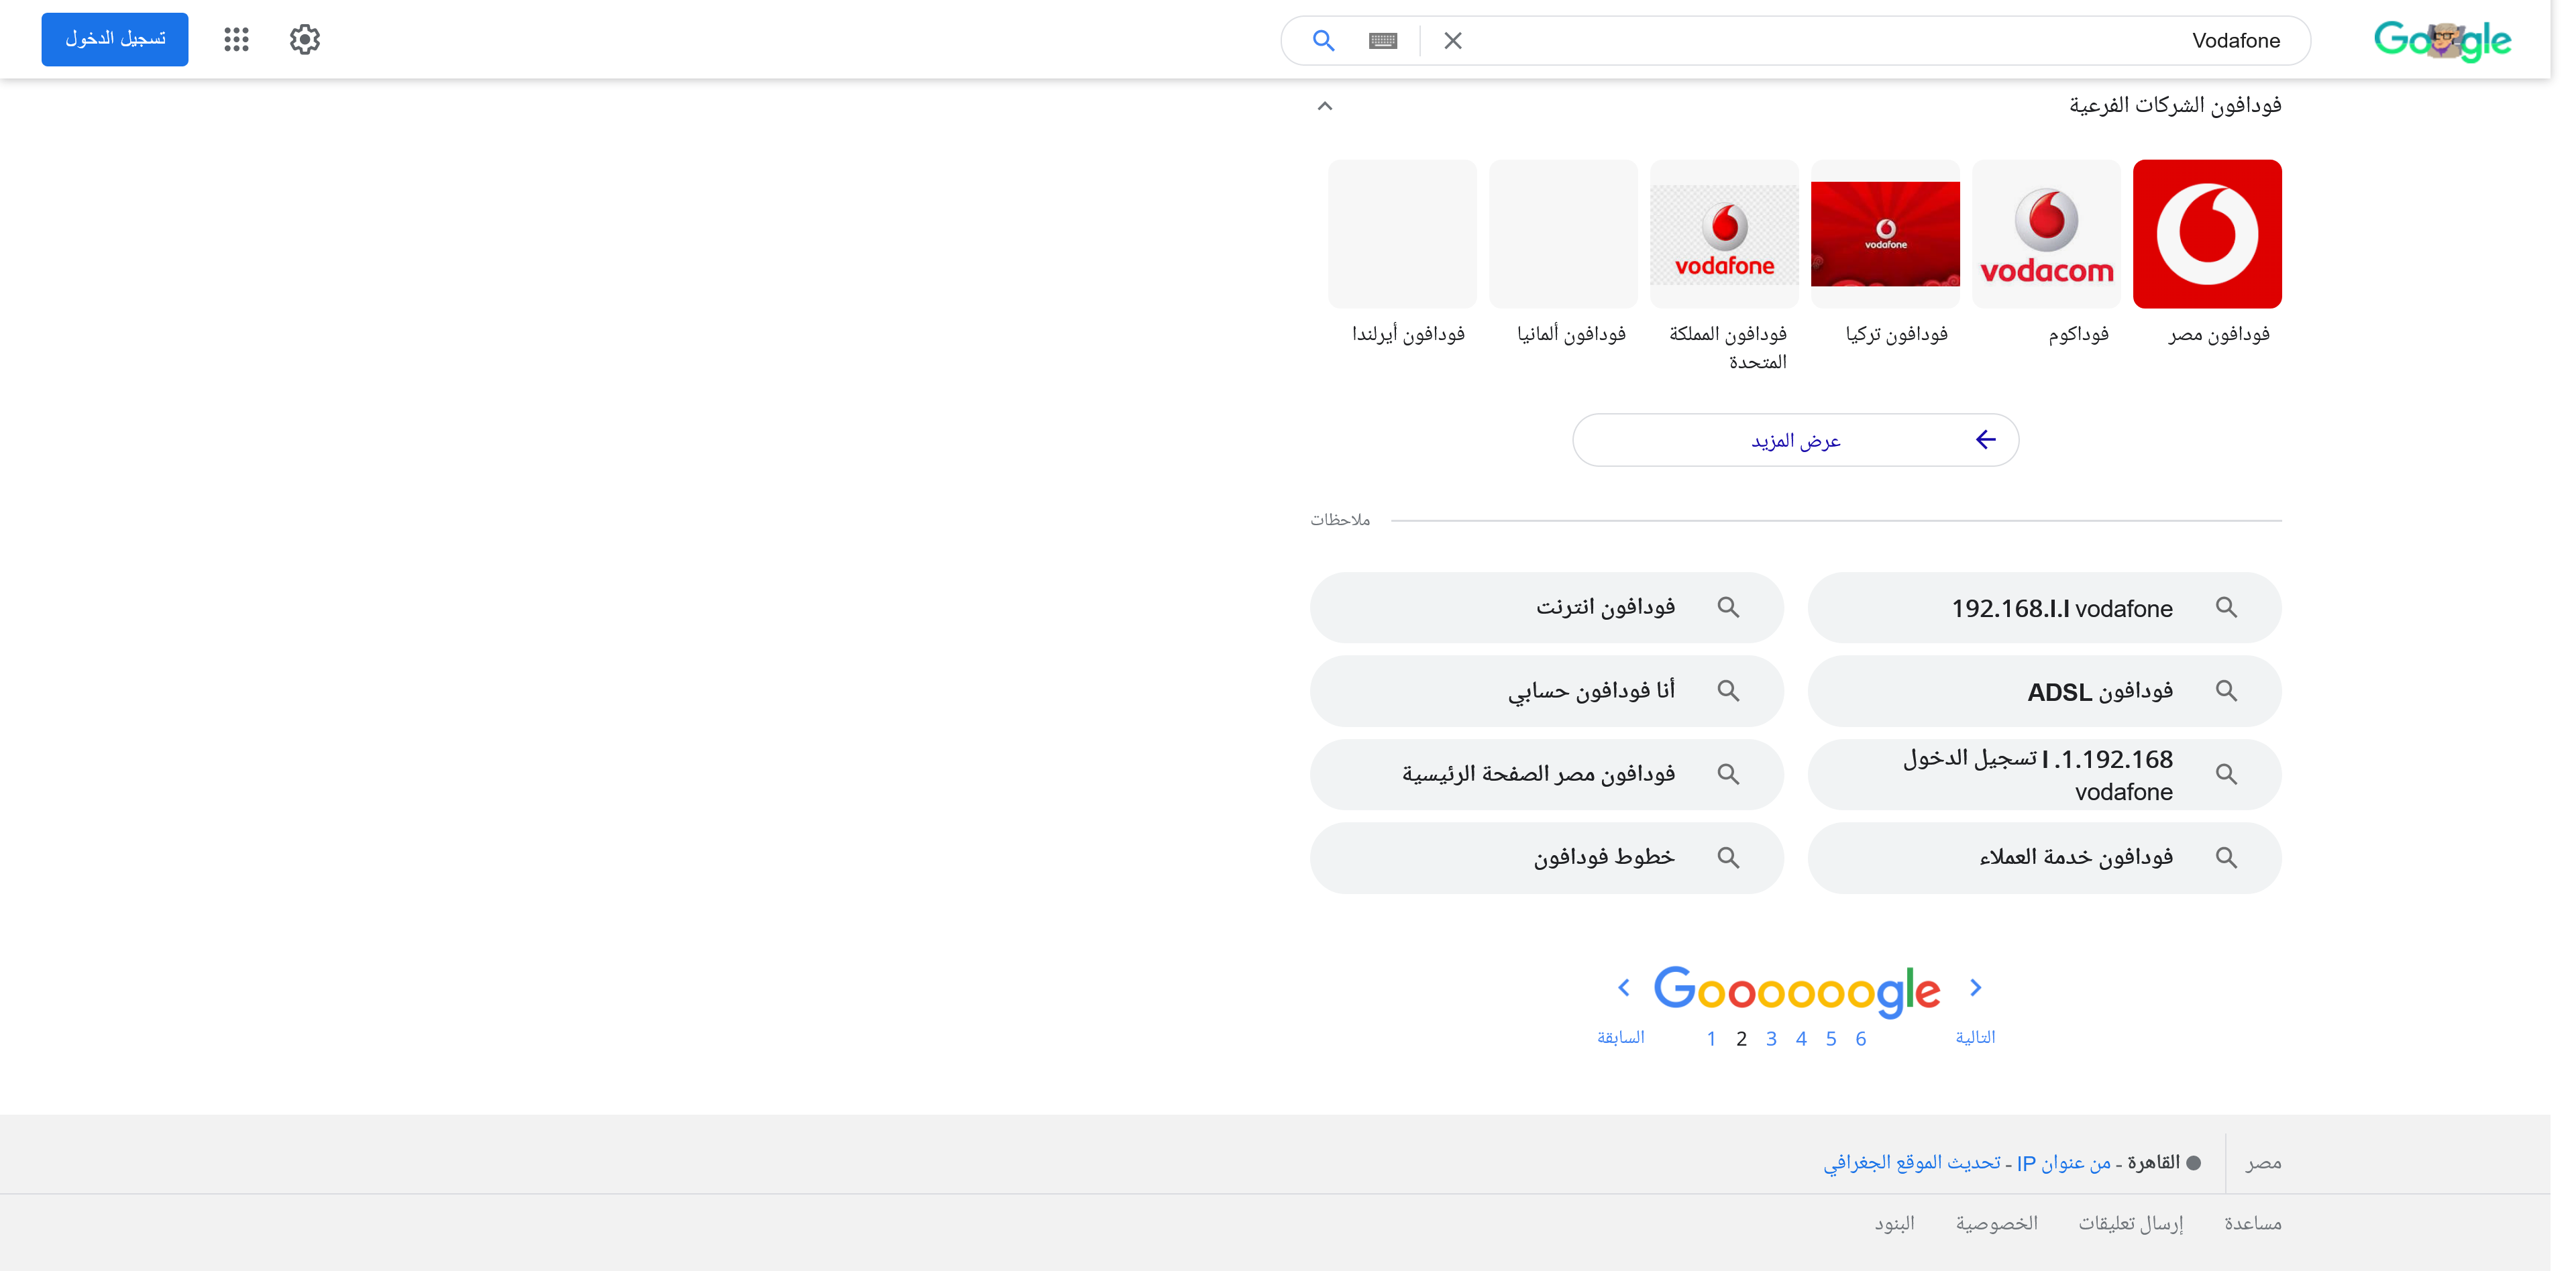 Google
Vodafone
تسجيل الدخول
فودافون الشركات الفرعية
vodacom
vodafone
vodafone
فودافون مصر
فوداكوم
فودافون تركيا
فودافون المملكة
المتحدة
فودافون ألمانيا
فودافون أيرلندا
عرض المزيد
ملاحظات
192.168.l.l vodafone
فودافون انترنت
فودافون ADSL
أنا فودافون حسابي
1.192.168. l تسجيل الدخول
vodafone
فودافون مصر الصفحة الرئيسية
فودافون خدمة العملاء
خطوط فودافون
Goooooogle
السابقة 1 2 3 4 5 6 التالية
مصر
القاهرة - من عنوان IP - تحديث الموقع الجغرافي
مساعدة إرسال تعليقات الخصوصية البنود